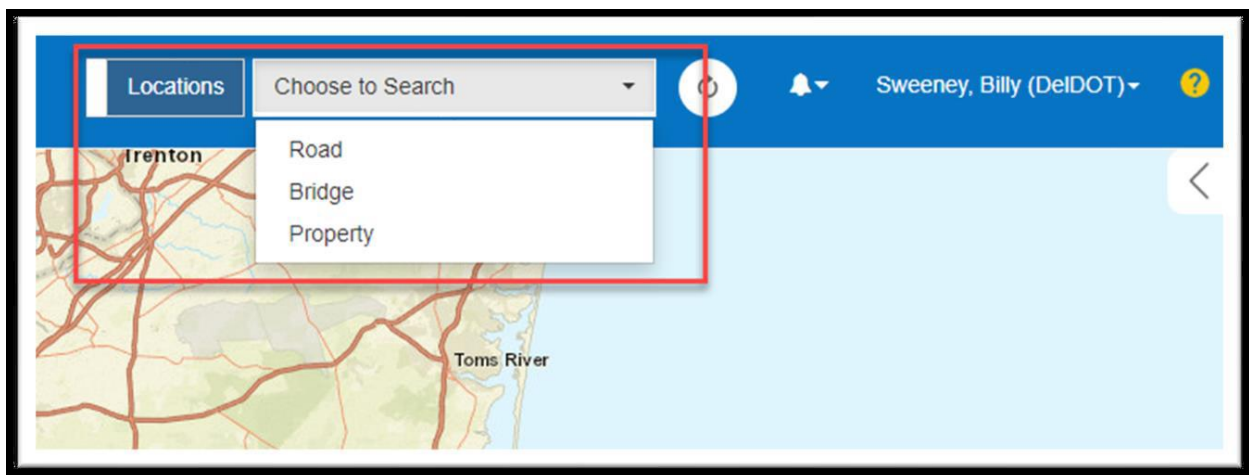 Locations Choose to Search Sweeney, Billy (DelDOT) ?
Road
Bridge
Property
Trenton
Toms River